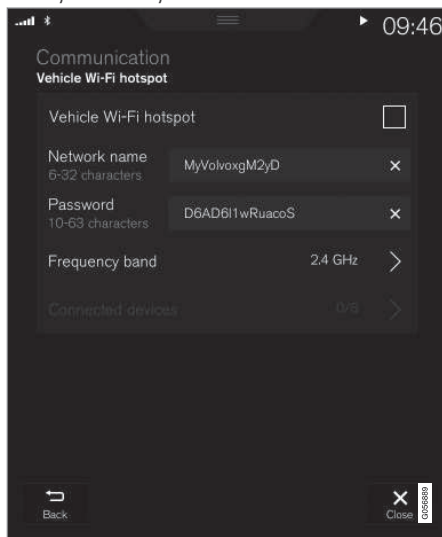 09:46
Communication
Vehicle Wi-Fi hotspot
Vehicle Wi-Fi hotspot
Network name
6-32 characters
MyVolvoxgM2yD
Password
10-63 characters
D6AD6l1wRuacoS
Frequency band
2.4 GHz
Connected devices
0/8
Back
Close
G056889